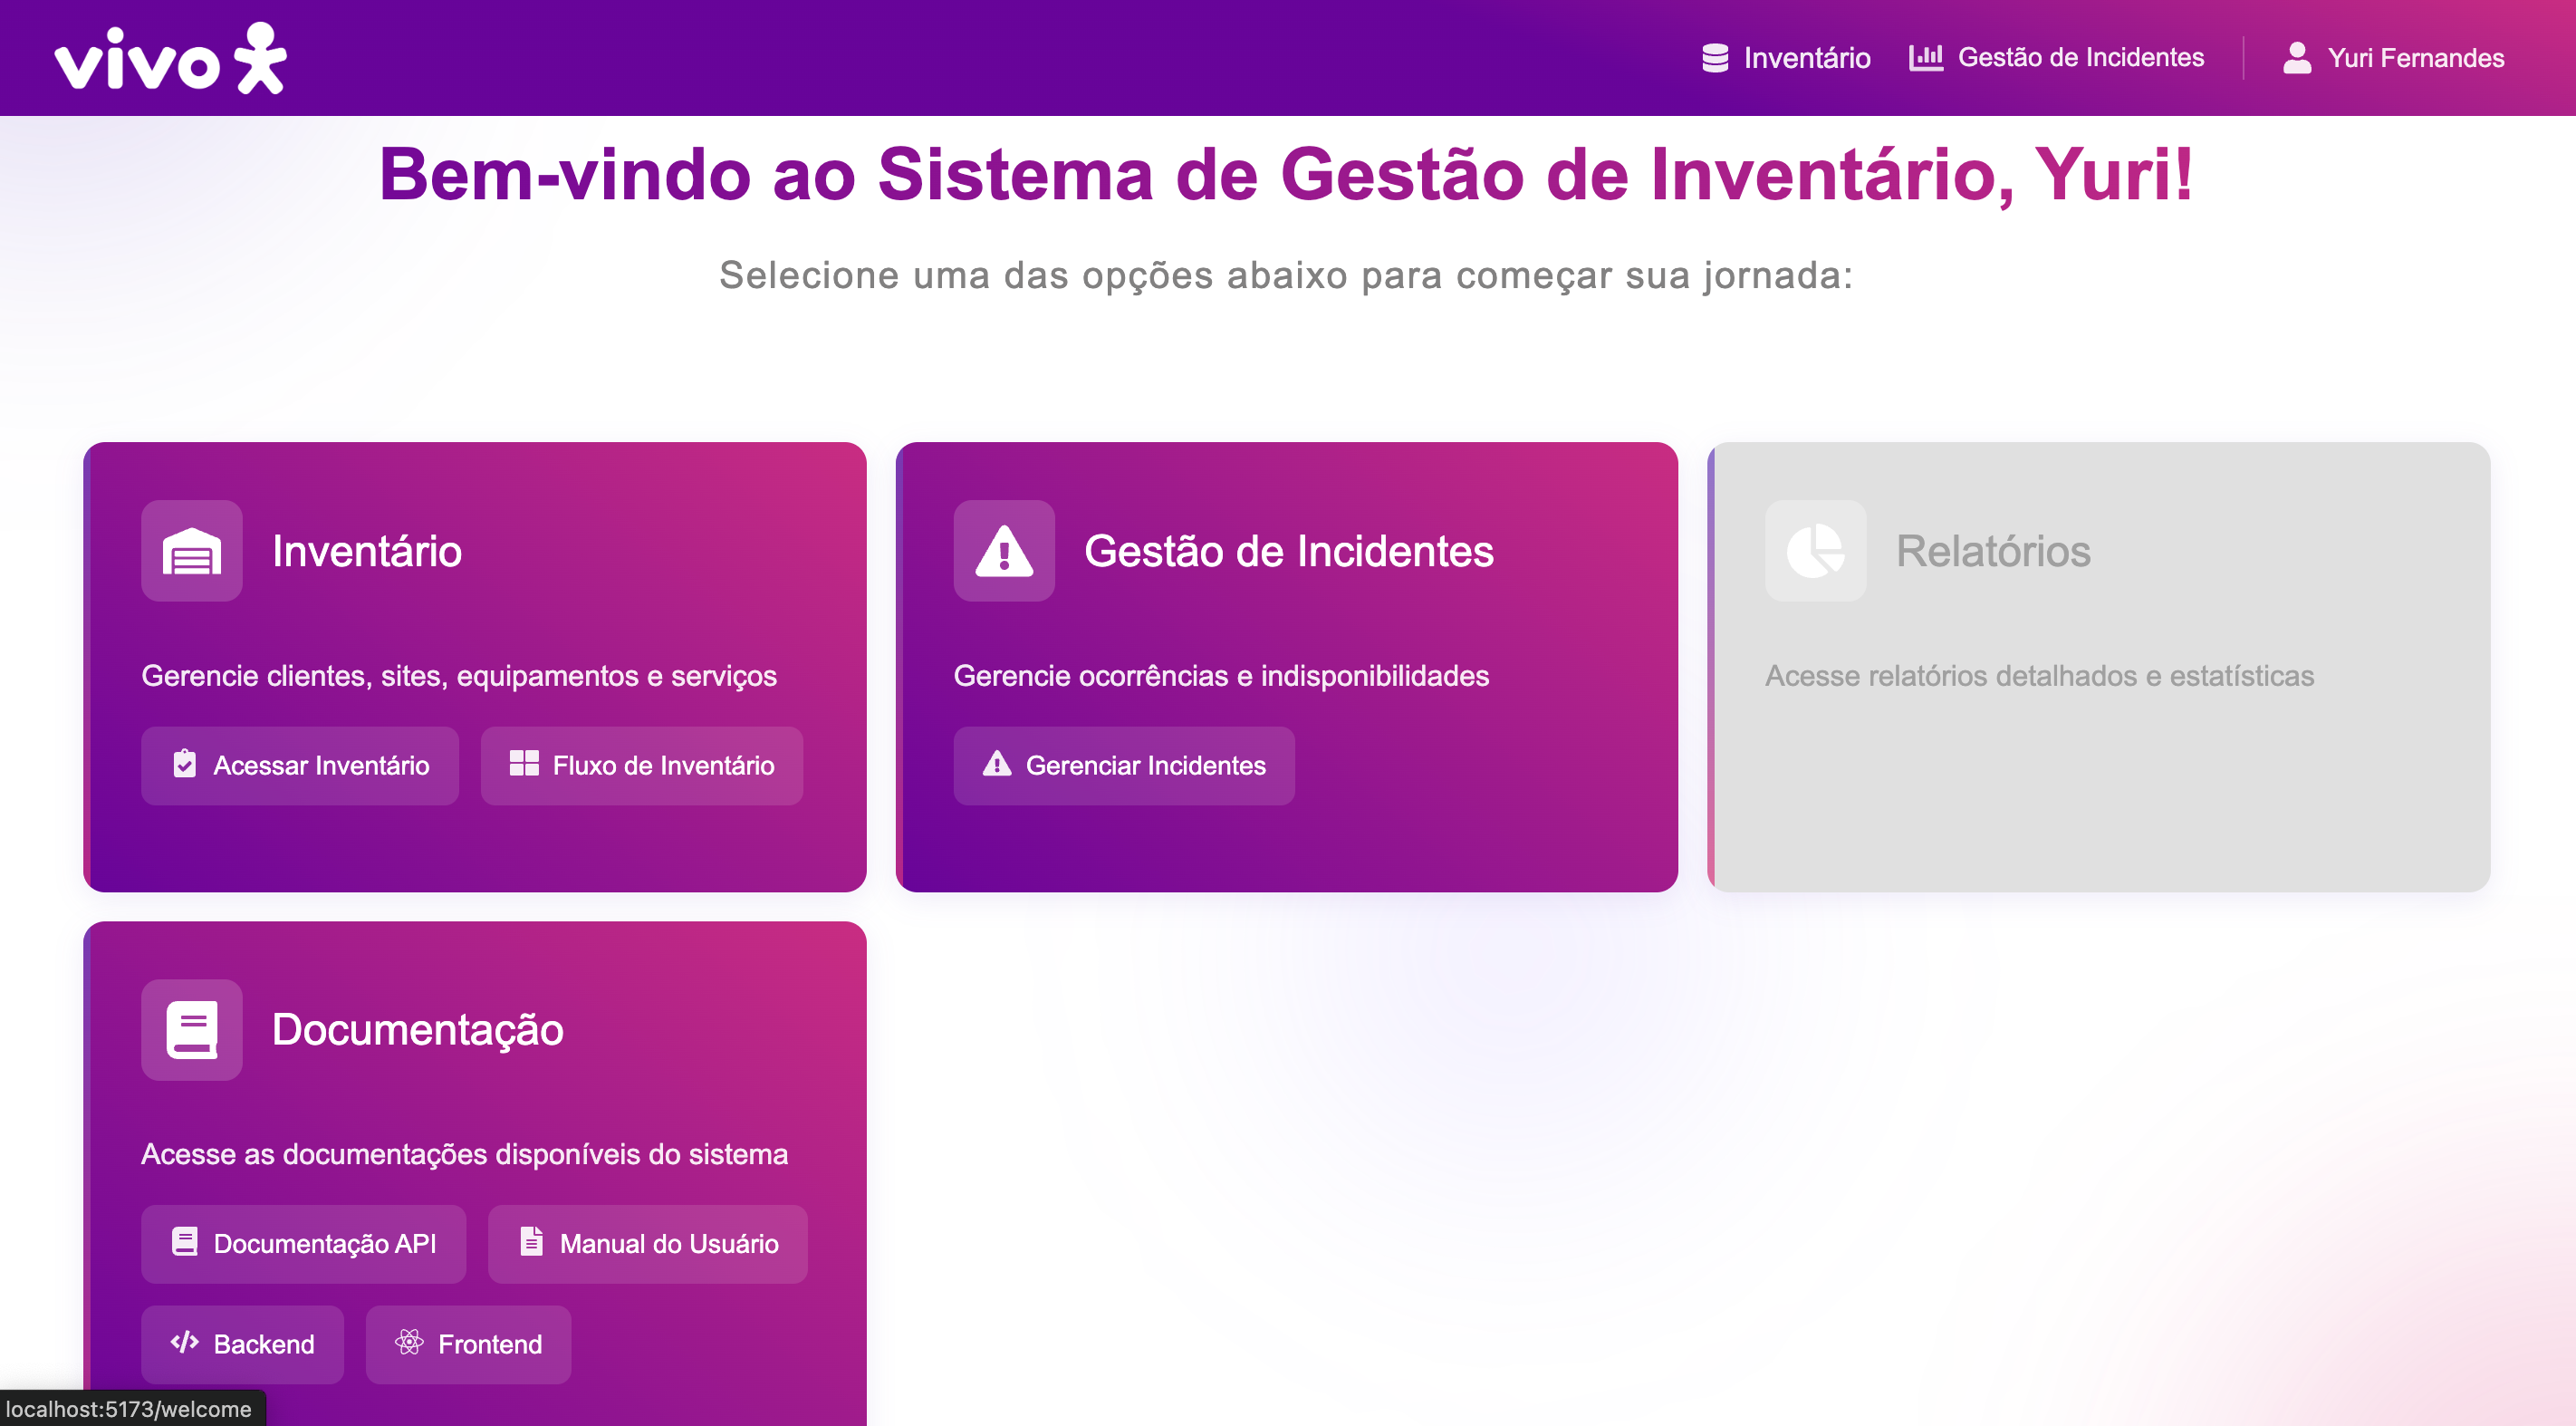 vivo
Inventário
Gestão de Incidentes
Yuri Fernandes
Bem-vindo ao Sistema de Gestão de Inventário, Yuri!
Selecione uma das opções abaixo para começar sua jornada:
Inventário
Gerencie clientes, sites, equipamentos e serviços
Acessar Inventário
Fluxo de Inventário
Gestão de Incidentes
Gerencie ocorrências e indisponibilidades
Gerenciar Incidentes
Relatórios
Acesse relatórios detalhados e estatísticas
Documentação
Acesse as documentações disponíveis do sistema
Documentação API
Manual do Usuário
Backend
Frontend
localhost:5173/welcome